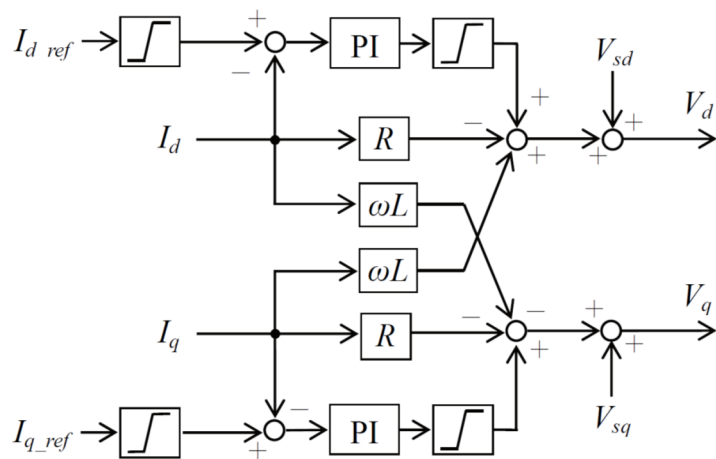 I_d_ref + − PI + V_sd
V_d
I_d R − + + +
ωL
ωL
I_q R − − + + + V_q
I_q_ref + − PI V_sq